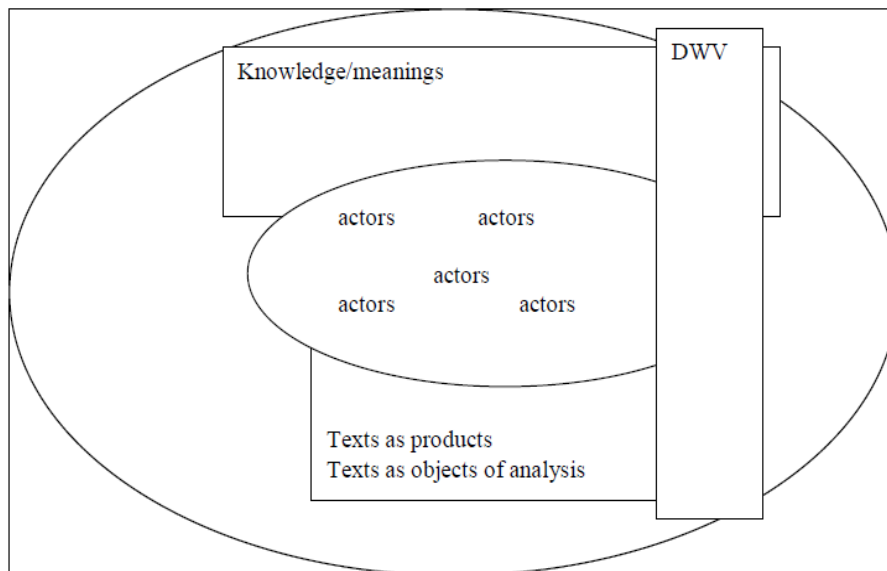 DWV
Knowledge/meanings
actors actors
actors
actors actors
Texts as products
Texts as objects of analysis